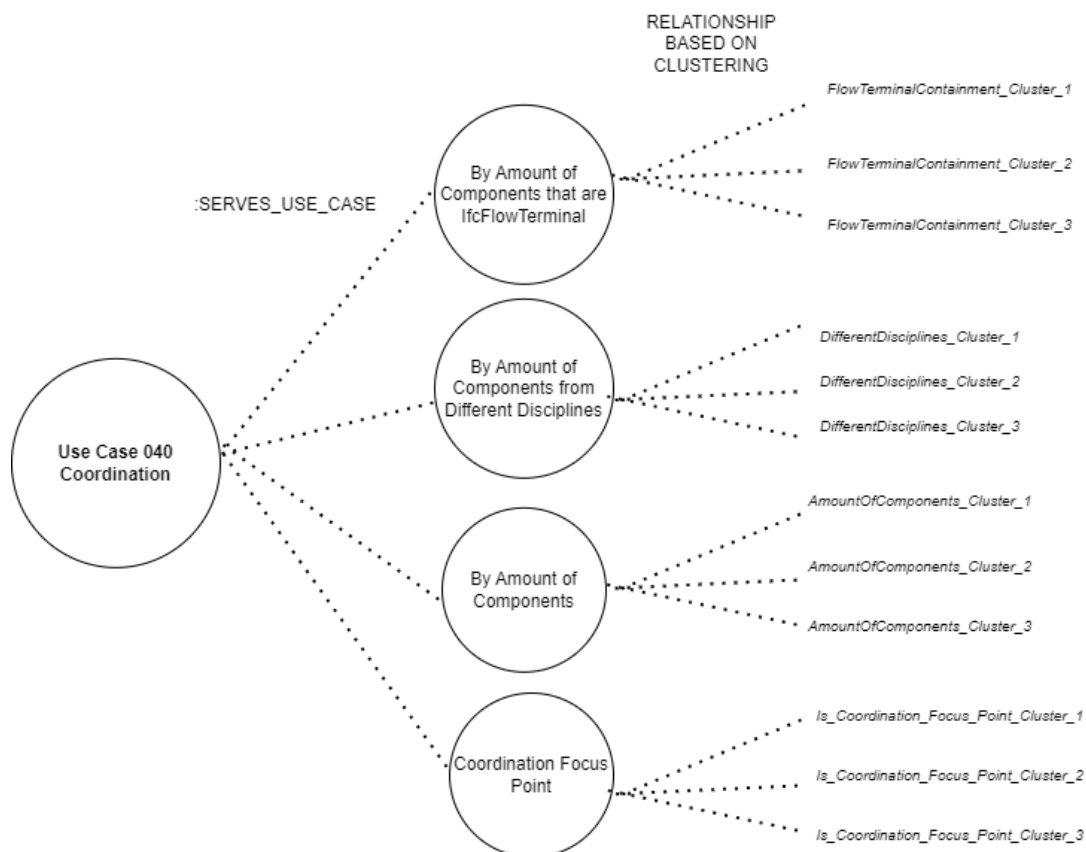 RELATIONSHIP
BASED ON
CLUSTERING
:SERVES_USE_CASE
Use Case 040
Coordination
By Amount of
Components that are
IfcFlowTerminal
FlowTerminalContainment_Cluster_1
FlowTerminalContainment_Cluster_2
FlowTerminalContainment_Cluster_3
By Amount of
Components from
Different Disciplines
DifferentDisciplines_Cluster_1
DifferentDisciplines_Cluster_2
DifferentDisciplines_Cluster_3
By Amount of
Components
AmountOfComponents_Cluster_1
AmountOfComponents_Cluster_2
AmountOfComponents_Cluster_3
Coordination Focus
Point
Is_Coordination_Focus_Point_Cluster_1
Is_Coordination_Focus_Point_Cluster_2
Is_Coordination_Focus_Point_Cluster_3